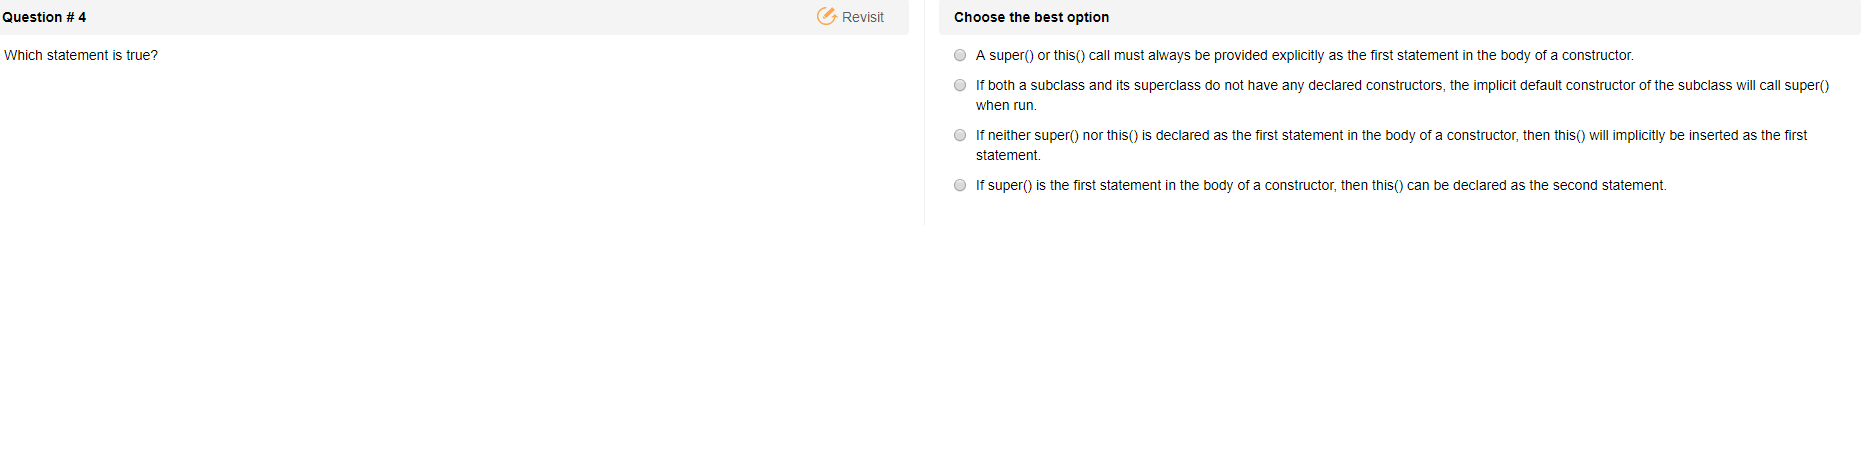 Question # 4
Revisit
Which statement is true?
Choose the best option
A super() or this() call must always be provided explicitly as the first statement in the body of a constructor.
If both a subclass and its superclass do not have any declared constructors, the implicit default constructor of the subclass will call super()
when run.
If neither super() nor this() is declared as the first statement in the body of a constructor, then this() will implicitly be inserted as the first
statement.
If super() is the first statement in the body of a constructor, then this() can be declared as the second statement.